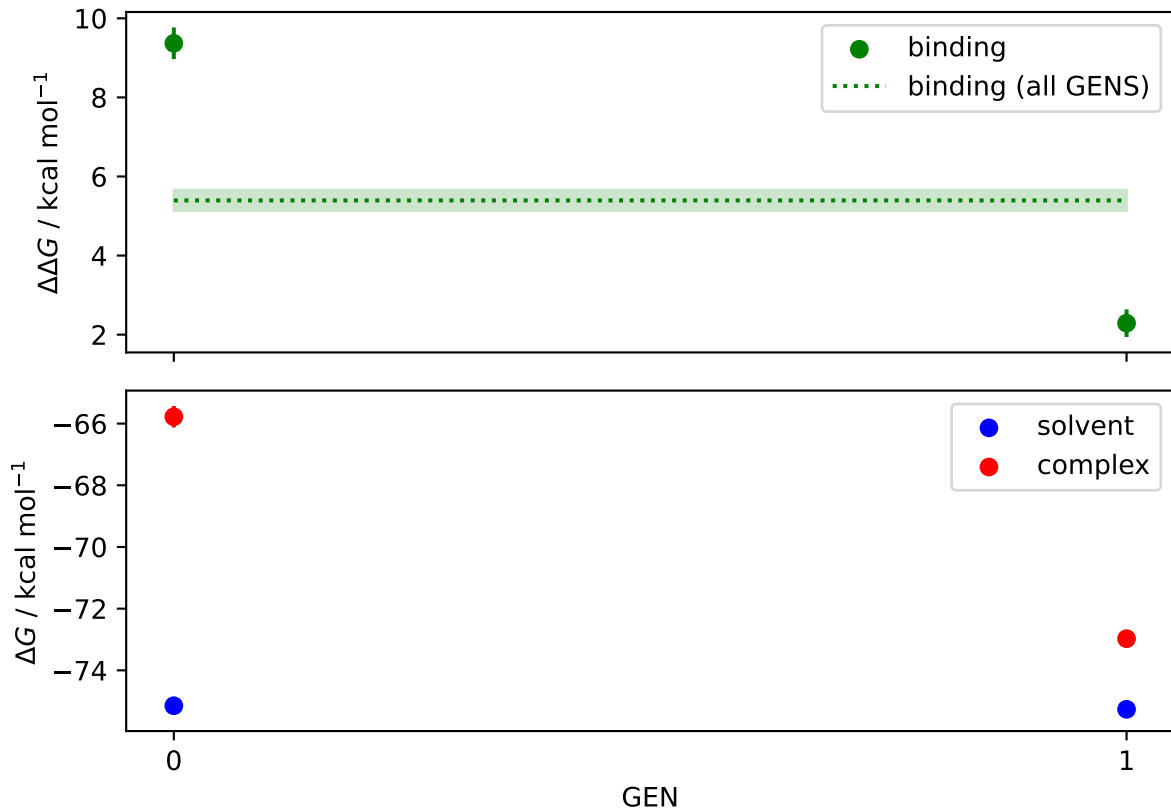 10
8
6
4
2
ΔΔG / kcal mol⁻¹
binding
binding (all GENS)
−66
−68
−70
−72
−74
ΔG / kcal mol⁻¹
solvent
complex
0
1
GEN